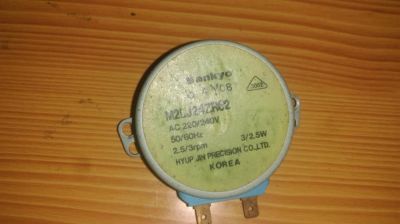 Sankyo
M2LJ24ZR62
AC 220/240V
50/60Hz 3/2.5W
2.5/3rpm
HYUP JIN PRECISION CO.,LTD.
KOREA